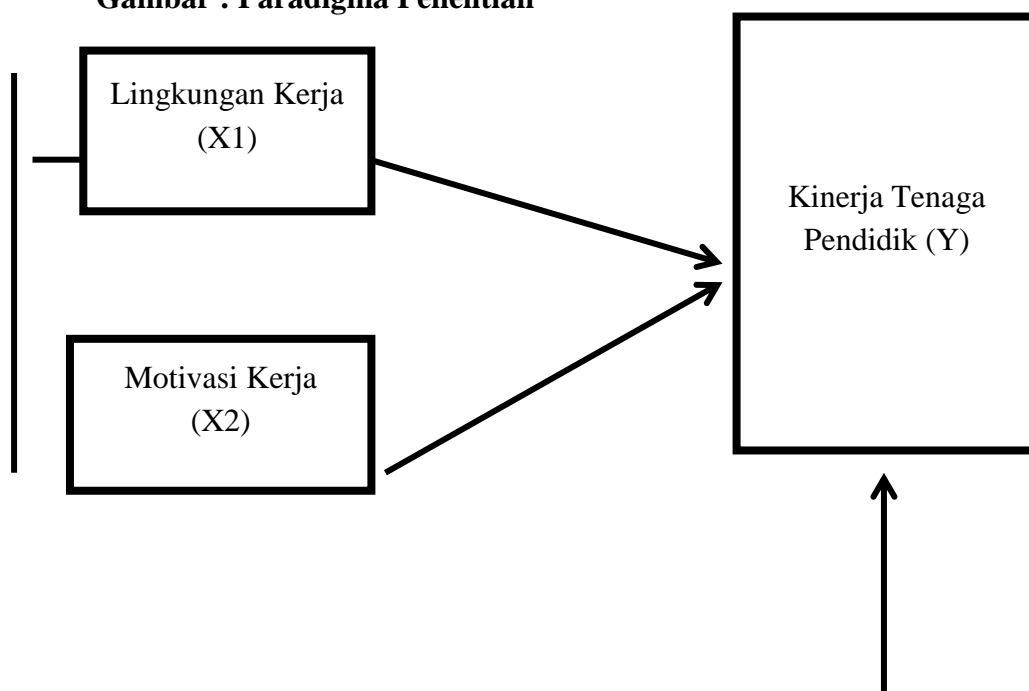 Gambar : Paradigma Penelitian
Lingkungan Kerja
(X1)
Kinerja Tenaga
Pendidik (Y)
Motivasi Kerja
(X2)